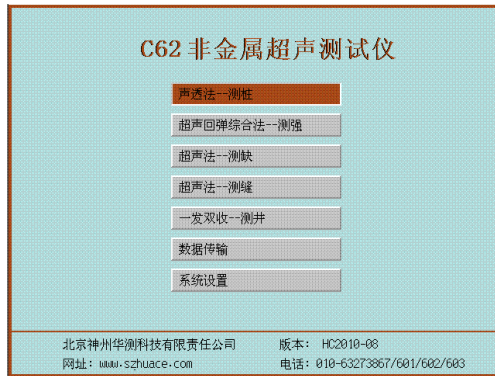 C62非金属超声测试仪
声透法--测桩
超声回弹综合法--测强
超声法--测缺
超声法--测缝
一发双收--测井
数据传输
系统设置
北京神州华测科技有限责任公司 版本: HC2010-08
网址: www.szhuace.com 电话: 010-63273867/601/602/603